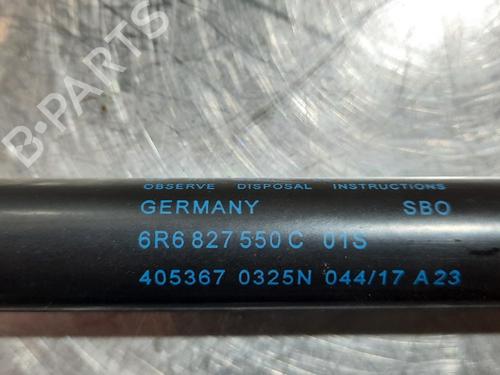 B-PARTS
OBSERVE DISPOSAL INSTRUCTIONS
GERMANY SBO
6R6 827 550 C 01S
405367 0325N 044/17 A23